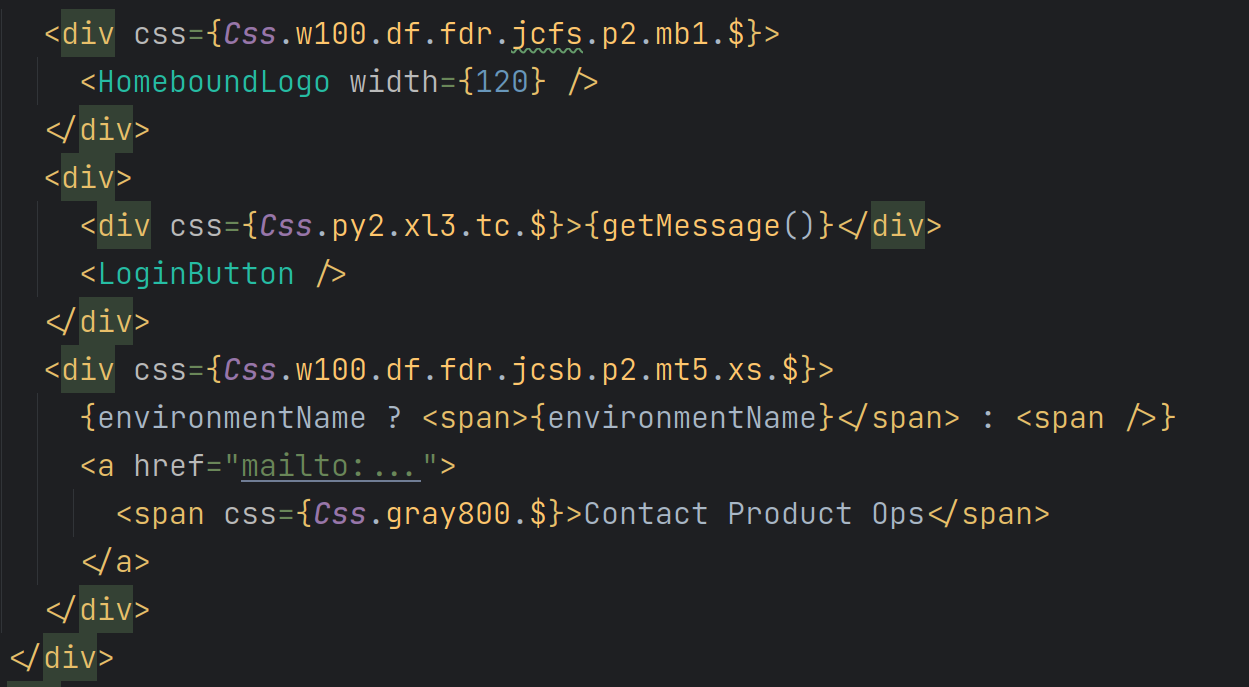 <div css={Css.w100.df.fdr.jcfs.p2.mb1.$}>
<HomeboundLogo width={120} />
</div>
<div>
<div css={Css.py2.xl3.tc.$}>{getMessage()}</div>
<LoginButton />
</div>
<div css={Css.w100.df.fdr.jcsb.p2.mt5.xs.$}>
{environmentName ? <span>{environmentName}</span> : <span />}
<a href="mailto:...">
<span css={Css.gray800.$}>Contact Product Ops</span>
</a>
</div>
</div>